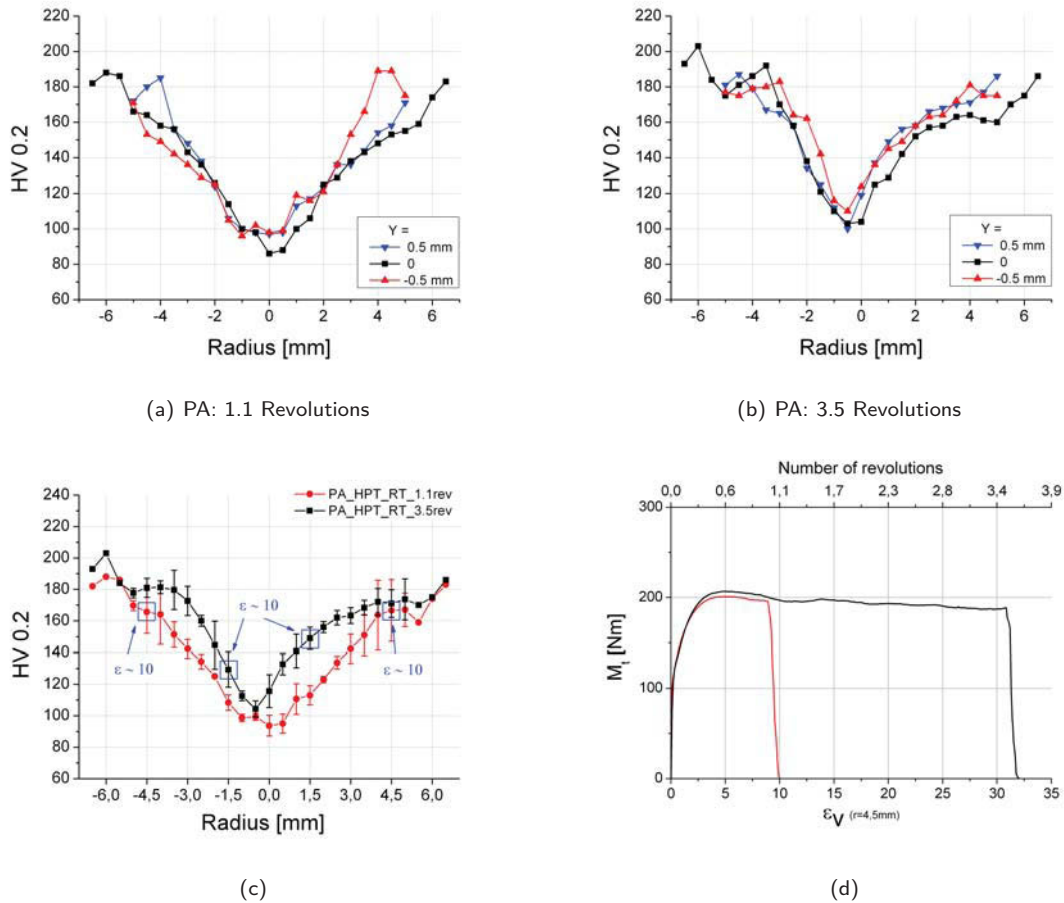 220
200
180
160
140
120
100
80
60
HV 0.2
-6 -4 -2 0 2 4 6
Radius [mm]
Y =
0.5 mm
0
-0.5 mm
(a) PA: 1.1 Revolutions
220
200
180
160
140
120
100
80
60
HV 0.2
-6 -4 -2 0 2 4 6
Radius [mm]
Y =
0.5 mm
0
-0.5 mm
(b) PA: 3.5 Revolutions
240
220
200
180
160
140
120
100
80
60
HV 0.2
PA_HPT_RT_1.1rev
PA_HPT_RT_3.5rev
ε ~ 10
ε ~ 10
ε ~ 10
-6,0 -4,5 -3,0 -1,5 0,0 1,5 3,0 4,5 6,0
Radius [mm]
(c)
Number of revolutions
0,0 0,6 1,1 1,7 2,3 2,8 3,4 3,9
300
200
100
0
Mt [Nm]
0 5 10 15 20 25 30 35
εV (r=4,5mm)
(d)